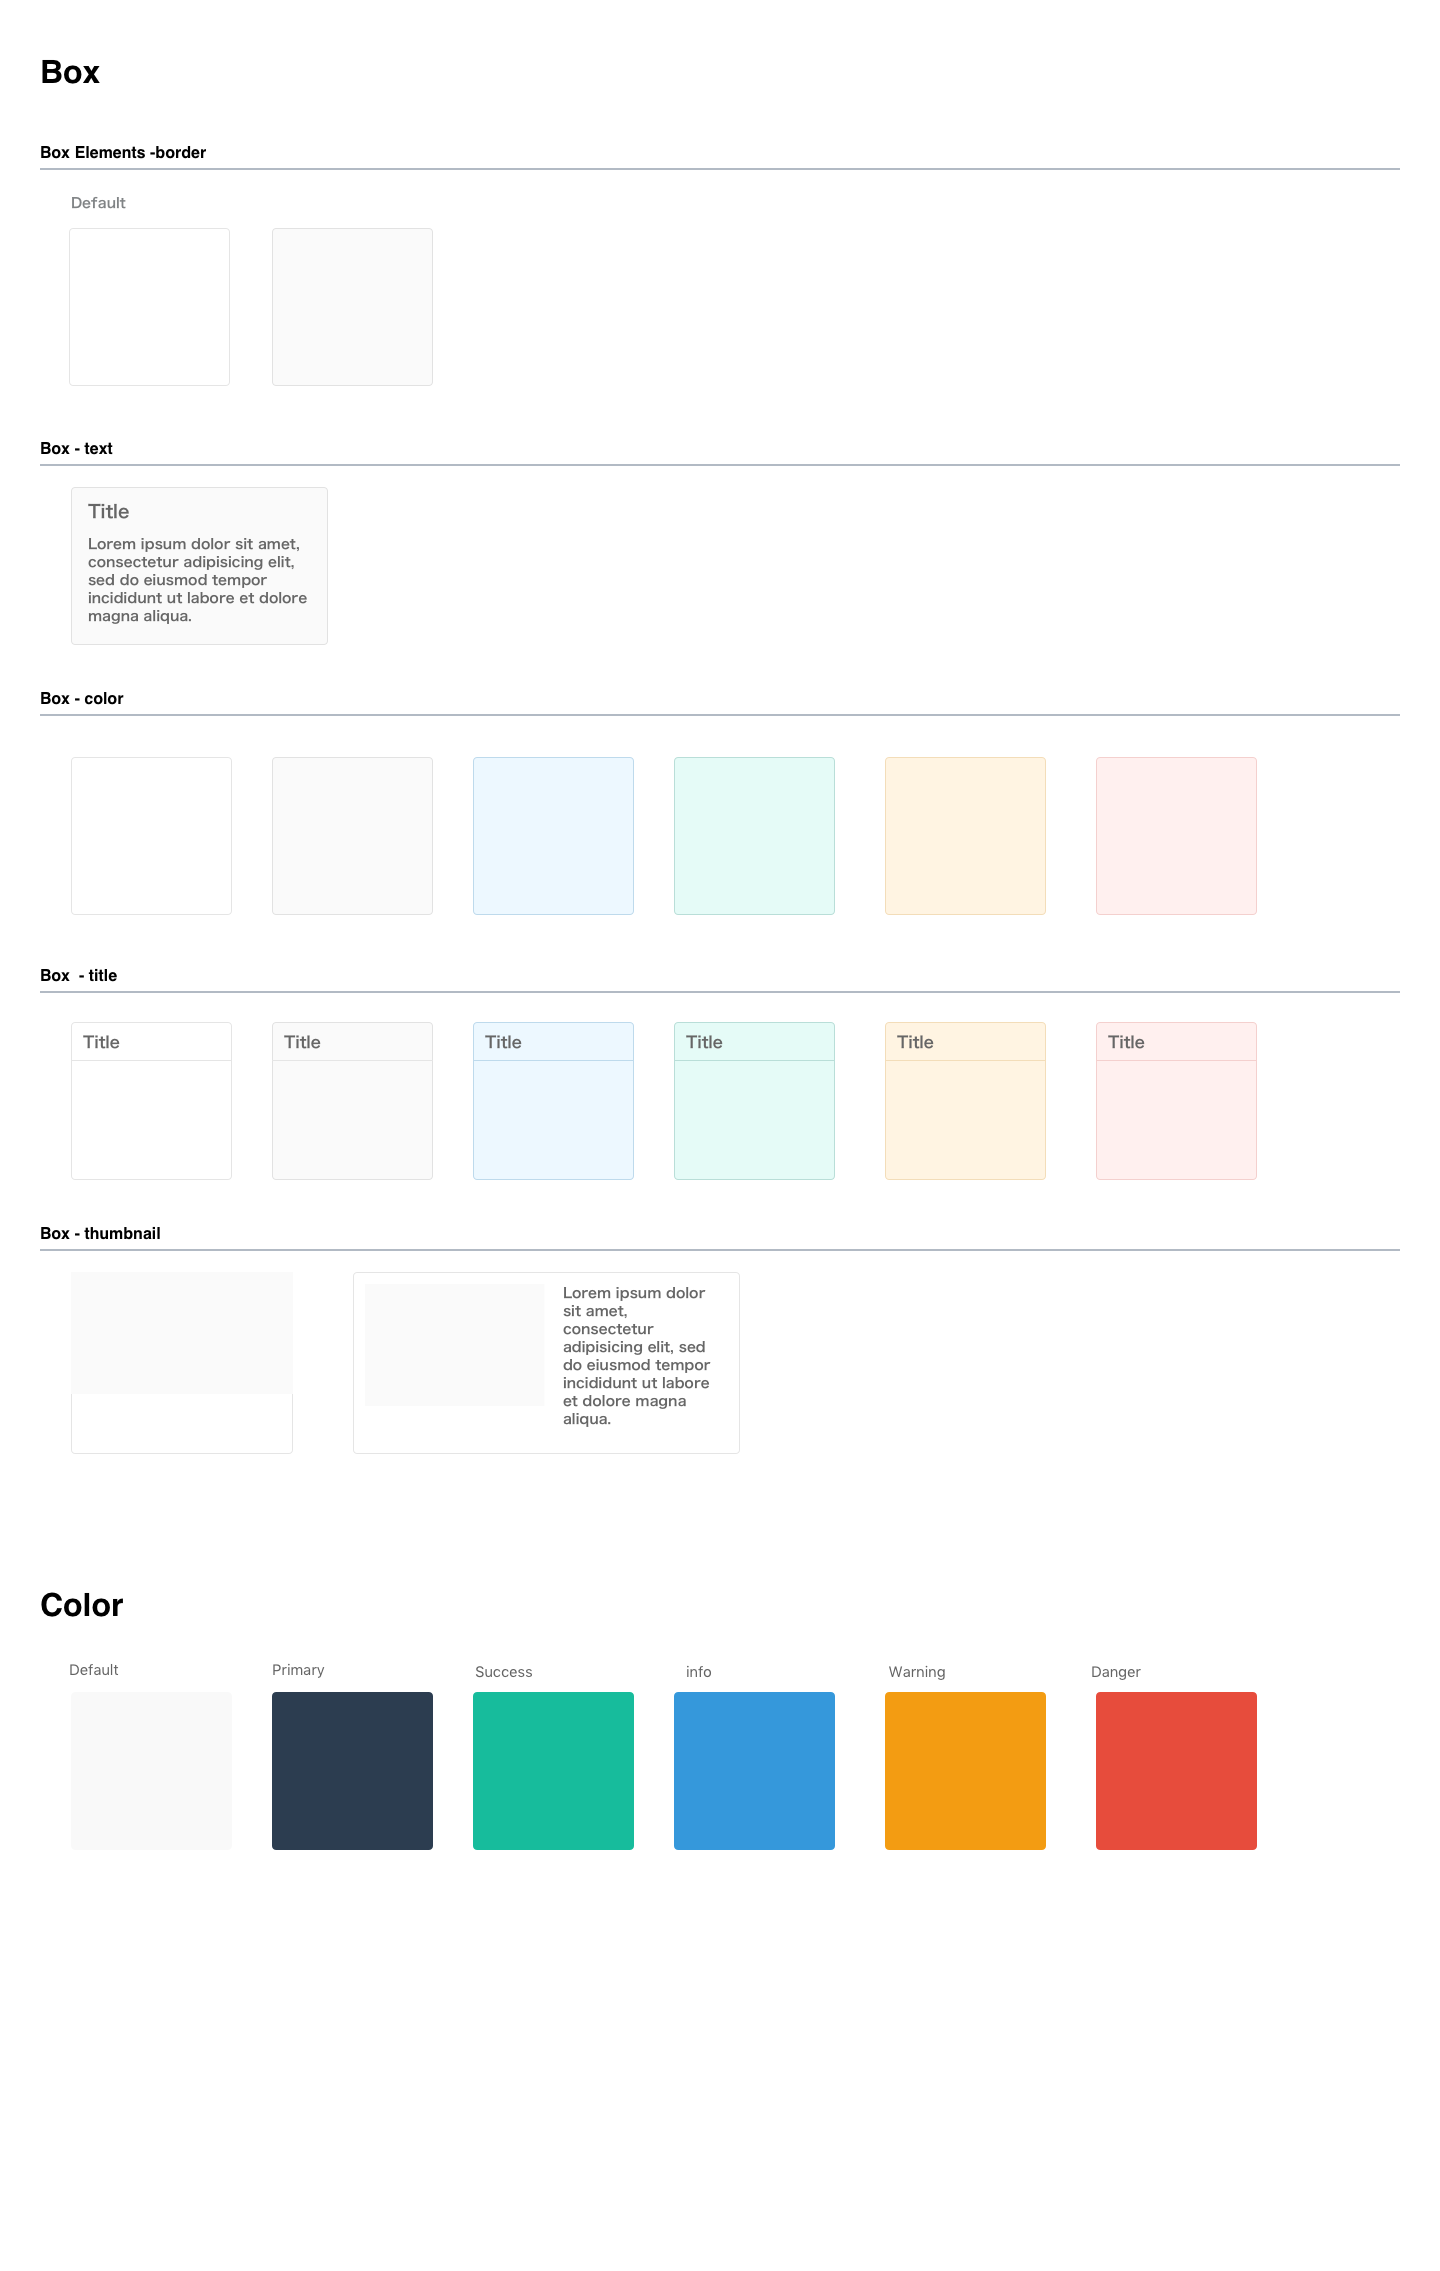 Box
Box Elements -border
Default
Box - text
Title
Lorem ipsum dolor sit amet,
consectetur adipisicing elit,
sed do eiusmod tempor
incididunt ut labore et dolore
magna aliqua.
Box - color
Box  - title
Title Title Title Title Title Title
Box - thumbnail
Lorem ipsum dolor
sit amet,
consectetur
adipisicing elit, sed
do eiusmod tempor
incididunt ut labore
et dolore magna
aliqua.
Color
Default Primary Success info Warning Danger